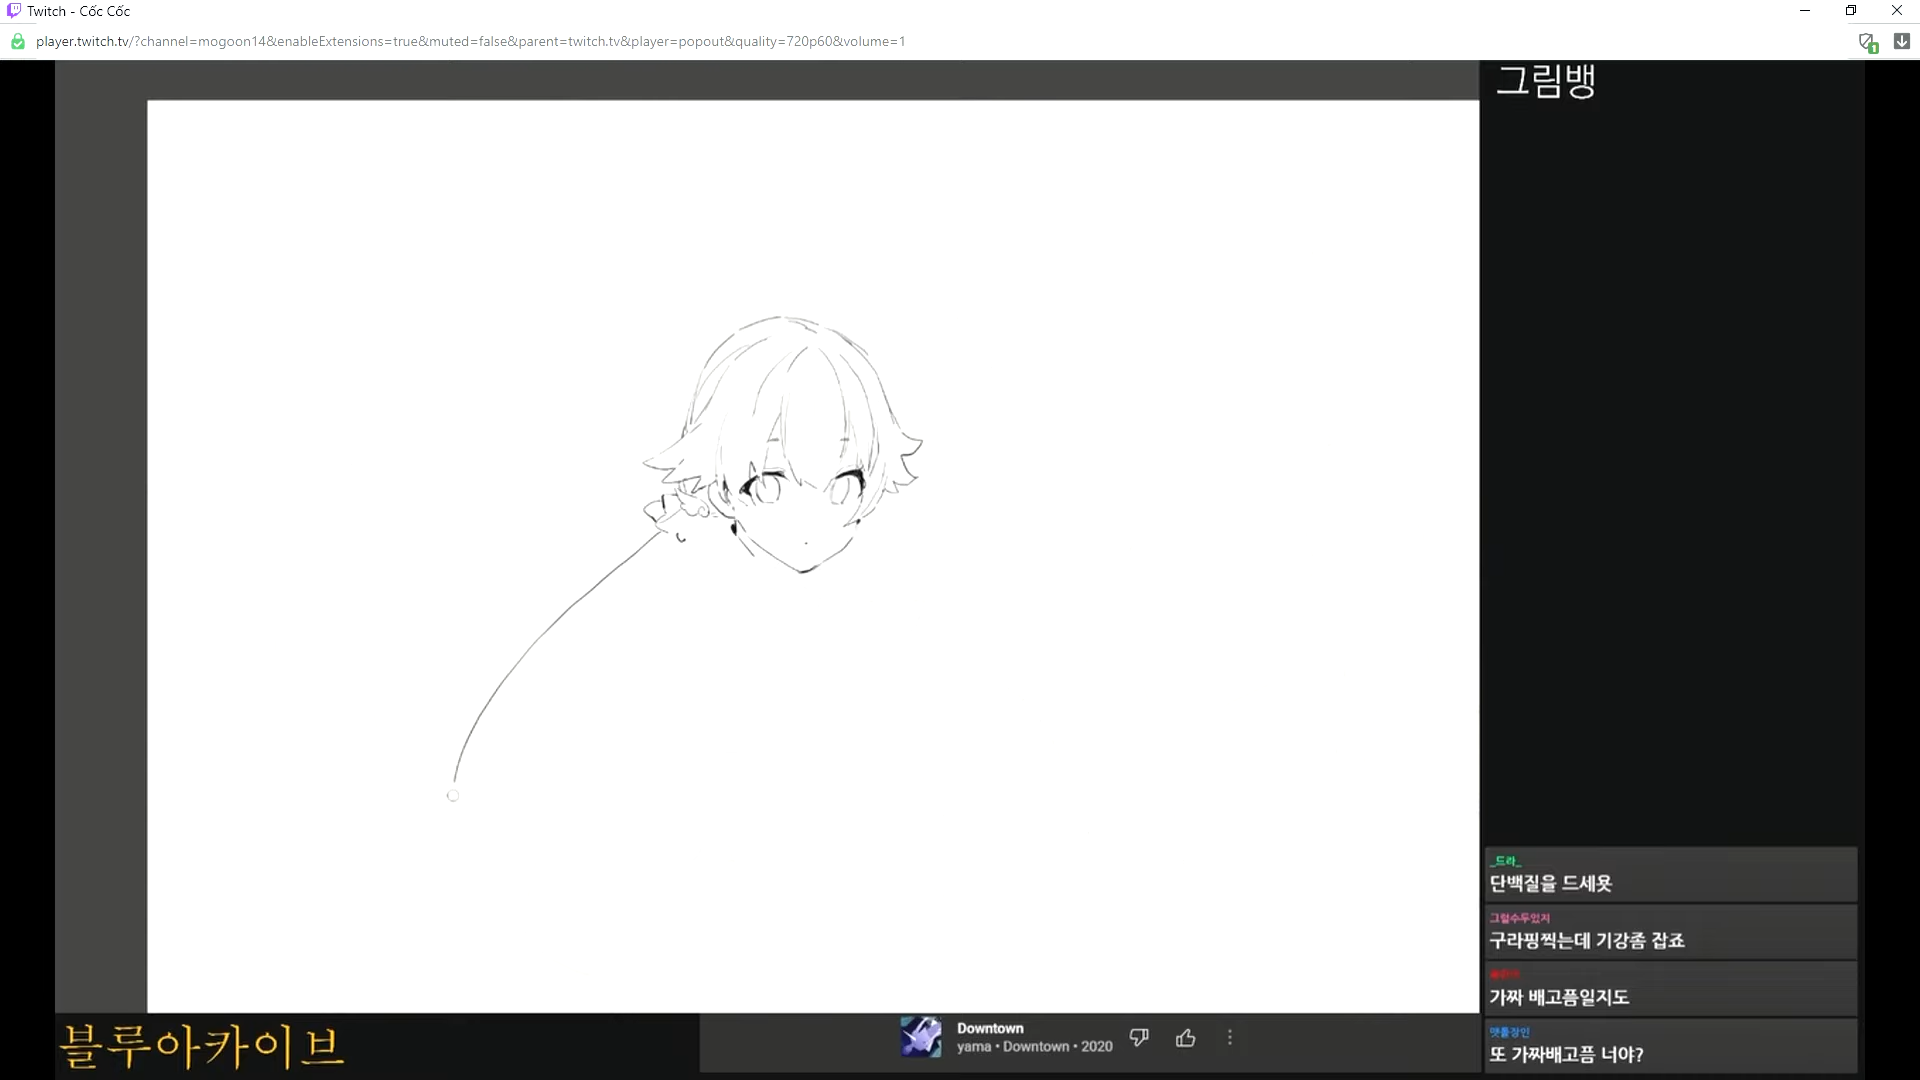 Twitch - Cốc Cốc
player.twitch.tv/?channel=mogoon14&enableExtensions=true&muted=false&parent=twitch.tv&player=popout&quality=720p60&volume=1
1
그림뱅
_드라_
단백질을 드세욧
그럴수두있지
구라핑찍는데 기강좀 잡죠
가짜 배고픔일지도
맷돌장인
또 가짜배고픔 너야?
블루아카이브
Downtown
yama • Downtown • 2020